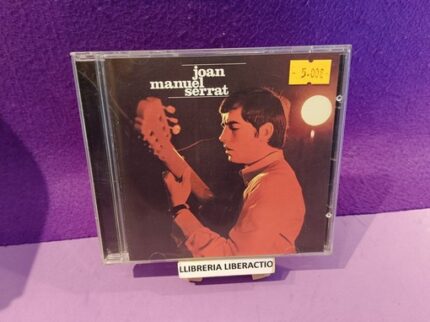 joan
manuel
serrat
5.00€
LLIBRERIA LIBERACTIO